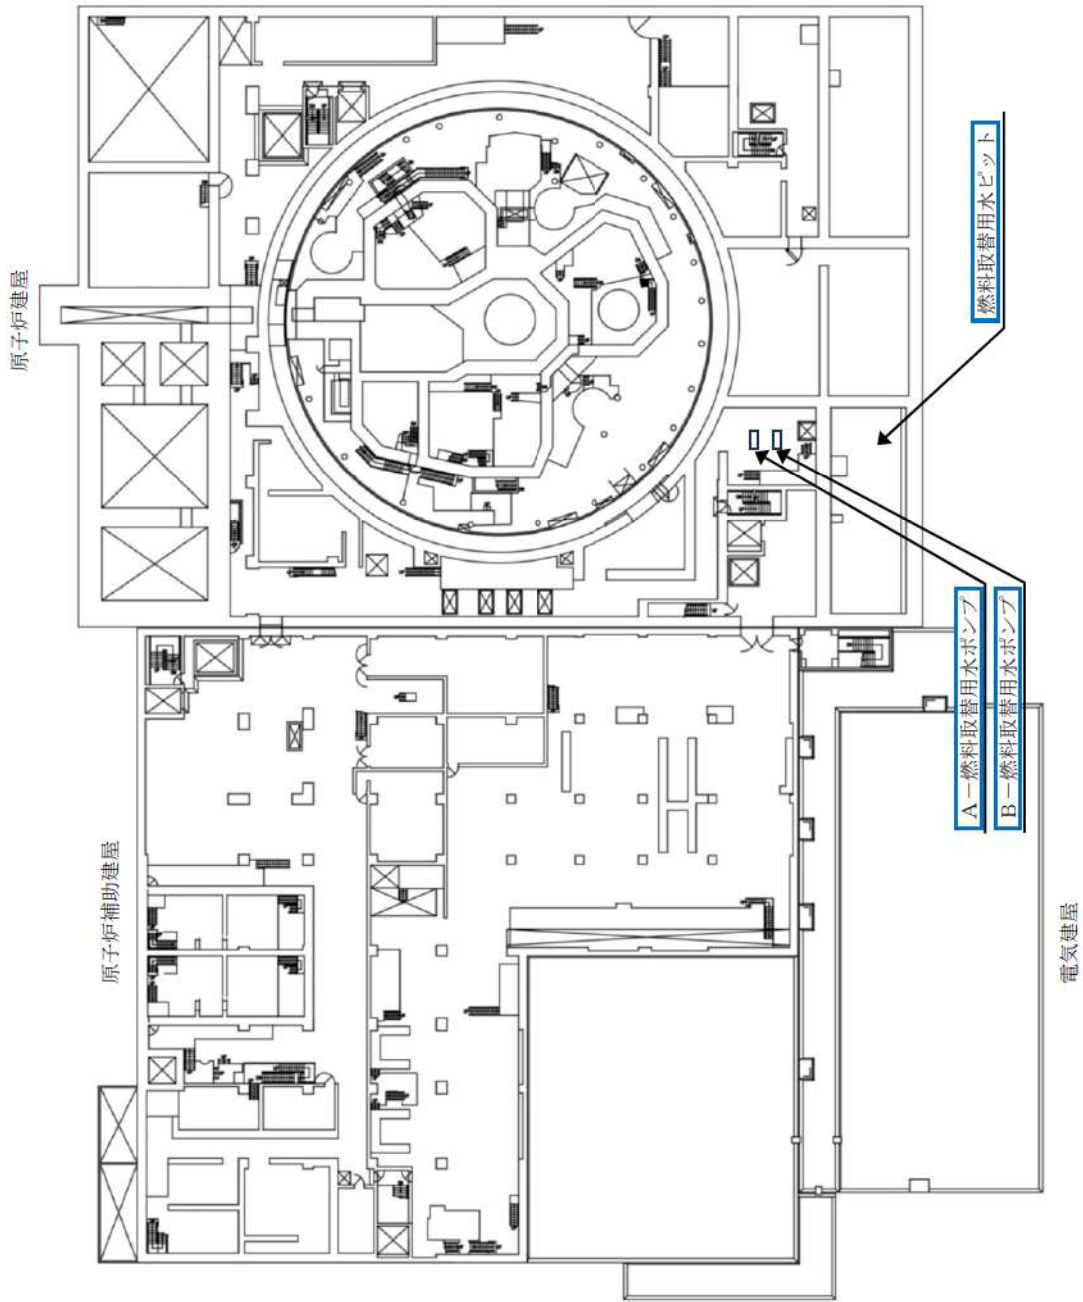 原子炉建屋
燃料取替用水ピット
A－燃料取替用水ポンプ
B－燃料取替用水ポンプ
原子炉補助建屋
電気建屋